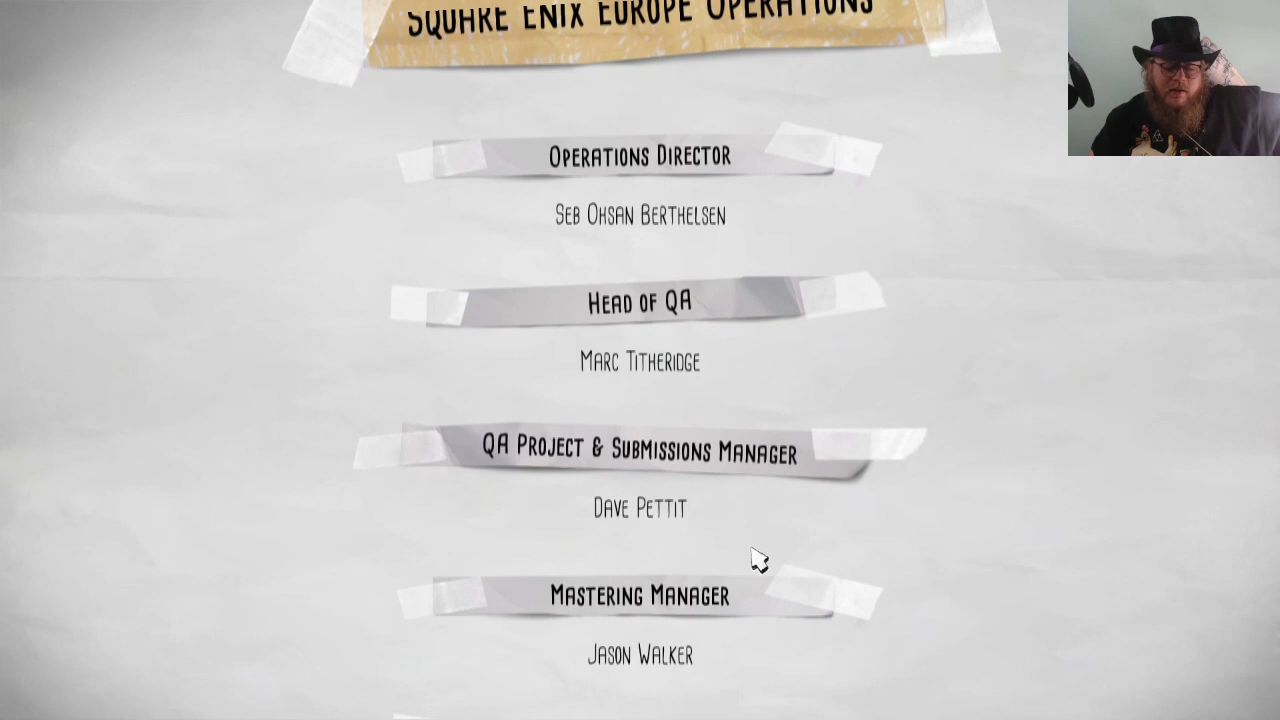 SQUARE ENIX EUROPE OPERATIONS
OPERATIONS DIRECTOR
SEB OHSAN BERTHELSEN
HEAD OF QA
MARC TITHERIDGE
QA PROJECT & SUBMISSIONS MANAGER
DAVE PETTIT
MASTERING MANAGER
JASON WALKER